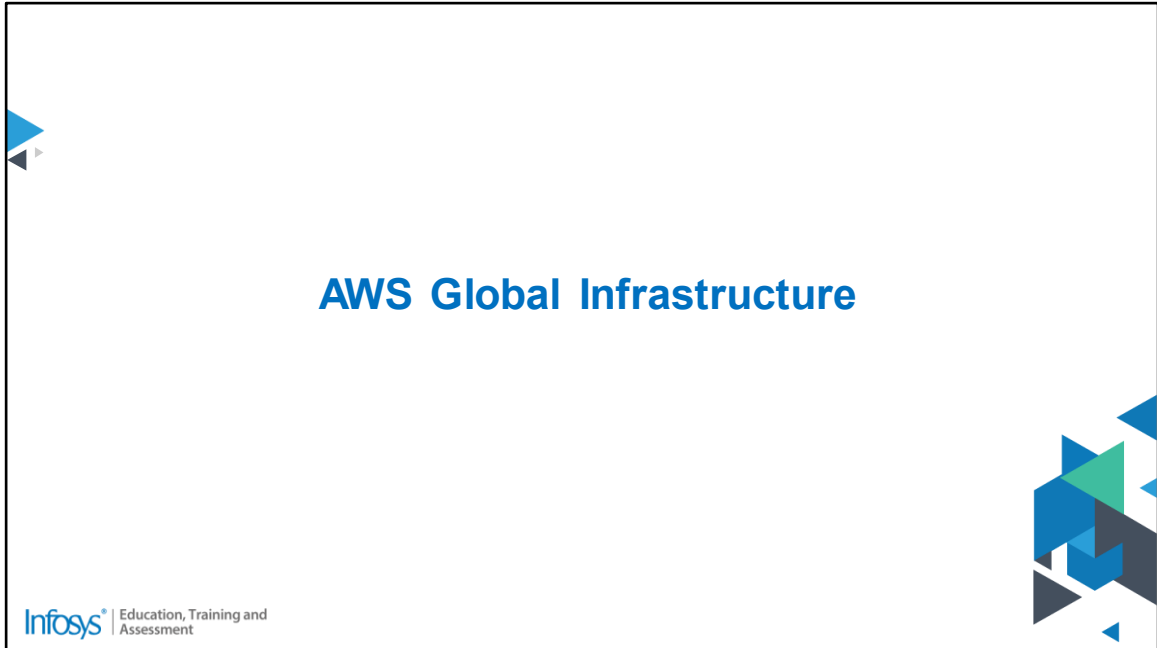 AWS Global Infrastructure
Infosys® | Education, Training and
Assessment